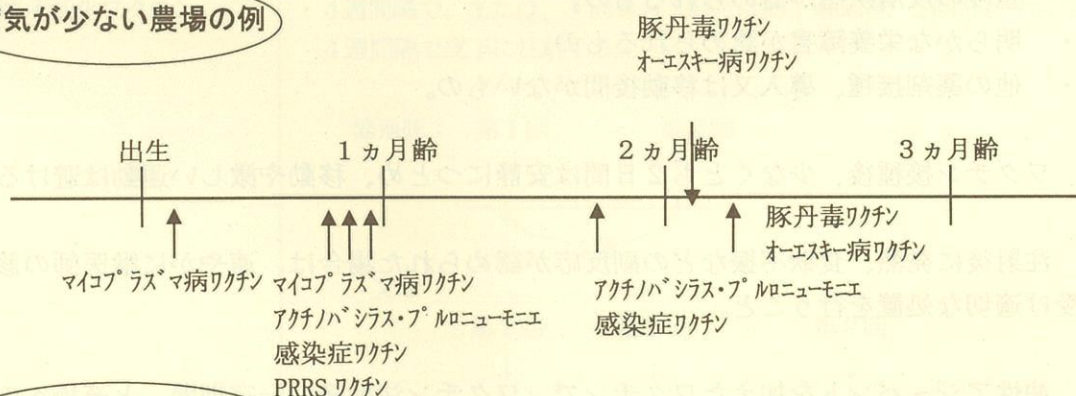 気が少ない農場の例
豚丹毒ワクチン
オーエスキー病ワクチン
出生
1ヵ月齢
2ヵ月齢
3ヵ月齢
マイコプラズマ病ワクチン
マイコプラズマ病ワクチン
アクチノバシラス・プルロニューモニエ
感染症ワクチン
PRRSワクチン
アクチノバシラス・プルロニューモニエ
感染症ワクチン
豚丹毒ワクチン
オーエスキー病ワクチン